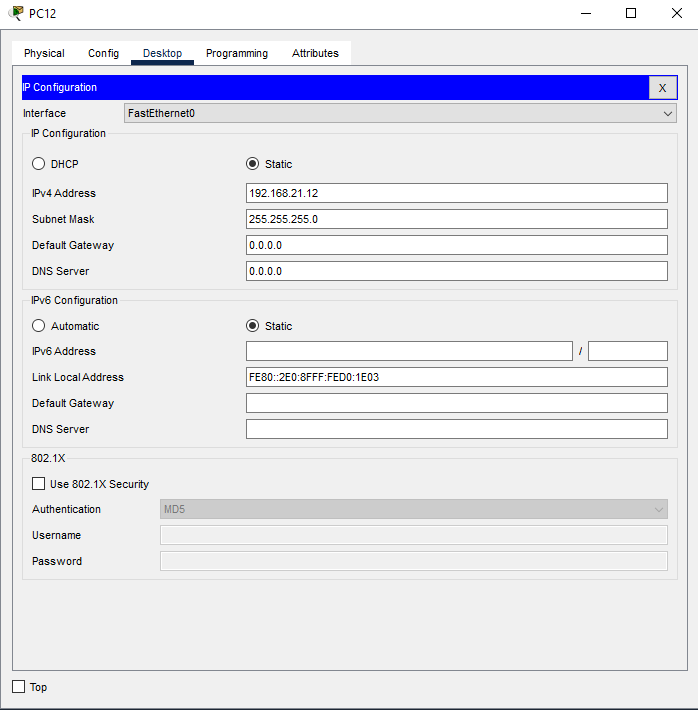 PC12
Physical Config Desktop Programming Attributes
IP Configuration X
Interface FastEthernet0
IP Configuration
DHCP Static
IPv4 Address 192.168.21.12
Subnet Mask 255.255.255.0
Default Gateway 0.0.0.0
DNS Server 0.0.0.0
IPv6 Configuration
Automatic Static
IPv6 Address /
Link Local Address FE80::2E0:8FFF:FED0:1E03
Default Gateway
DNS Server
802.1X
Use 802.1X Security
Authentication MD5
Username
Password
Top